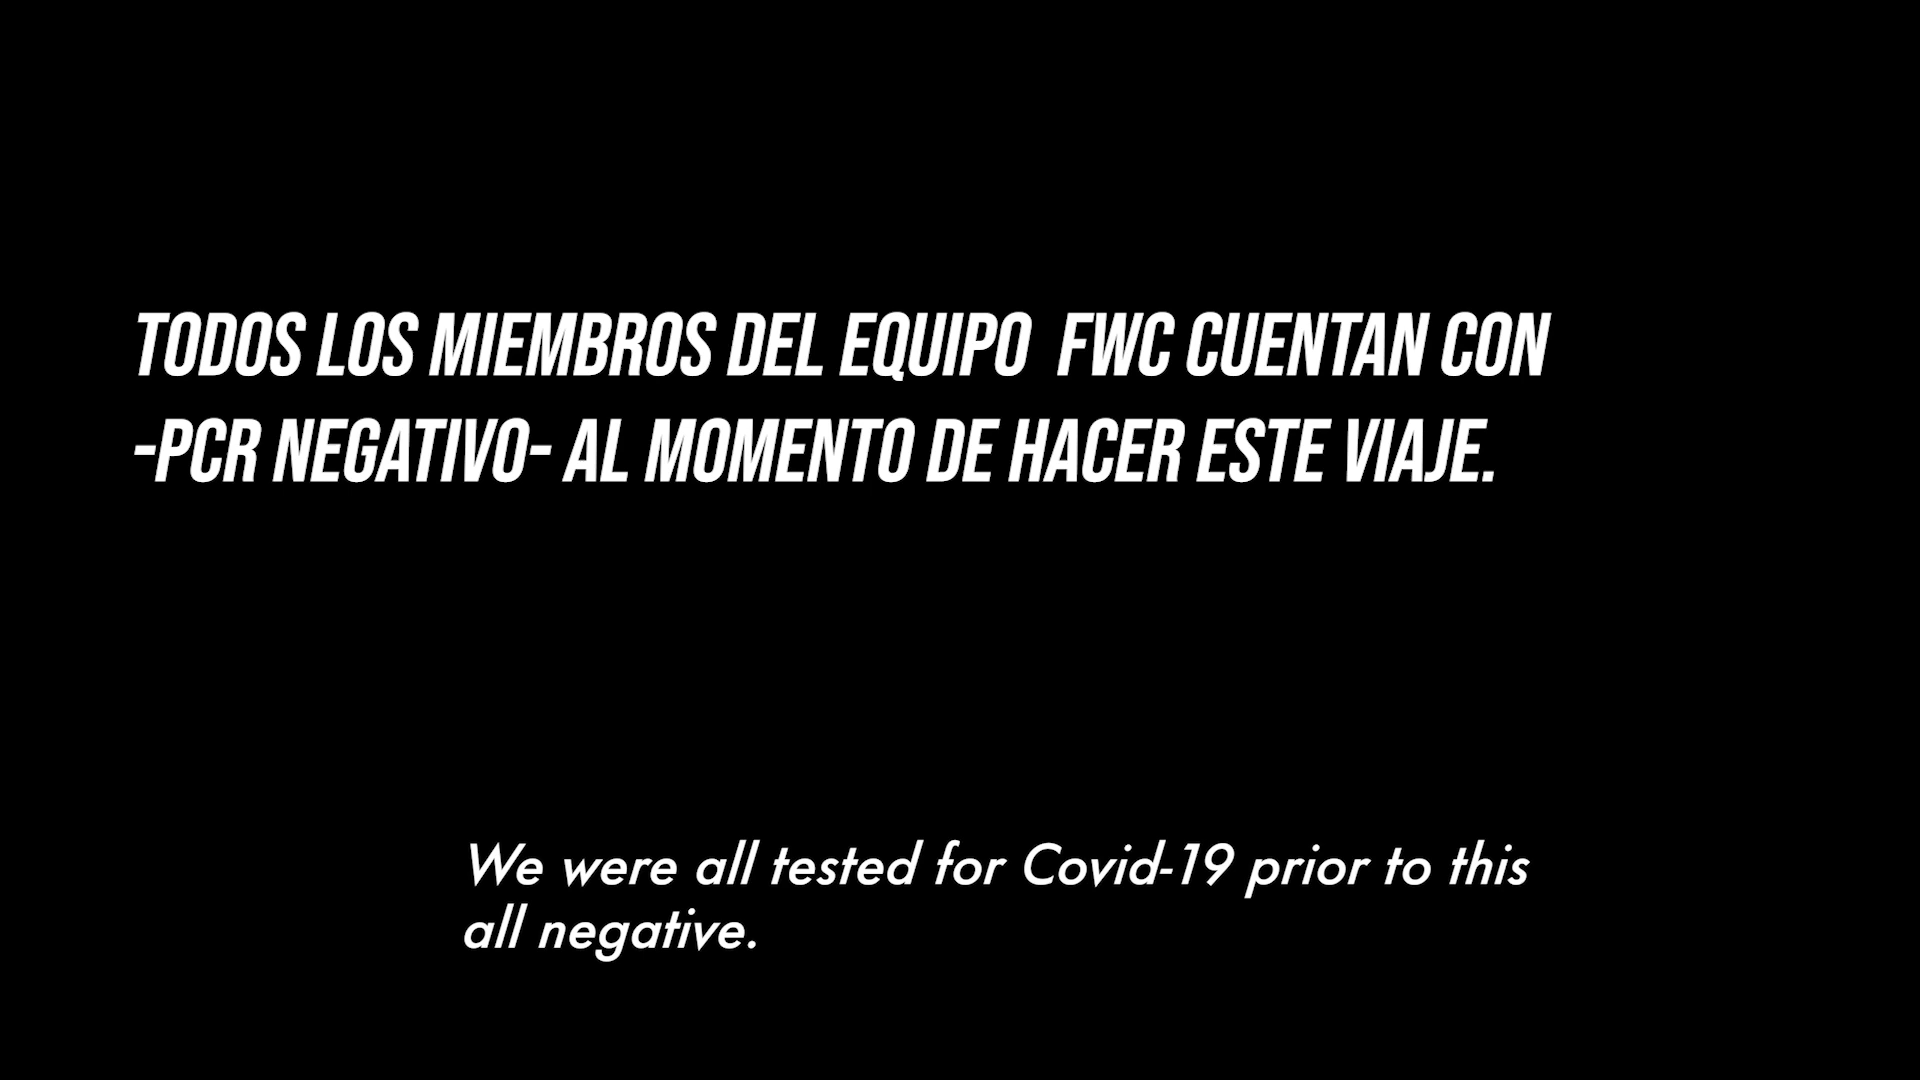 TODOS LOS MIEMBROS DEL EQUIPO FWC CUENTAN CON
-PCR NEGATIVO- AL MOMENTO DE HACER ESTE VIAJE.
We were all tested for Covid-19 prior to this
all negative.